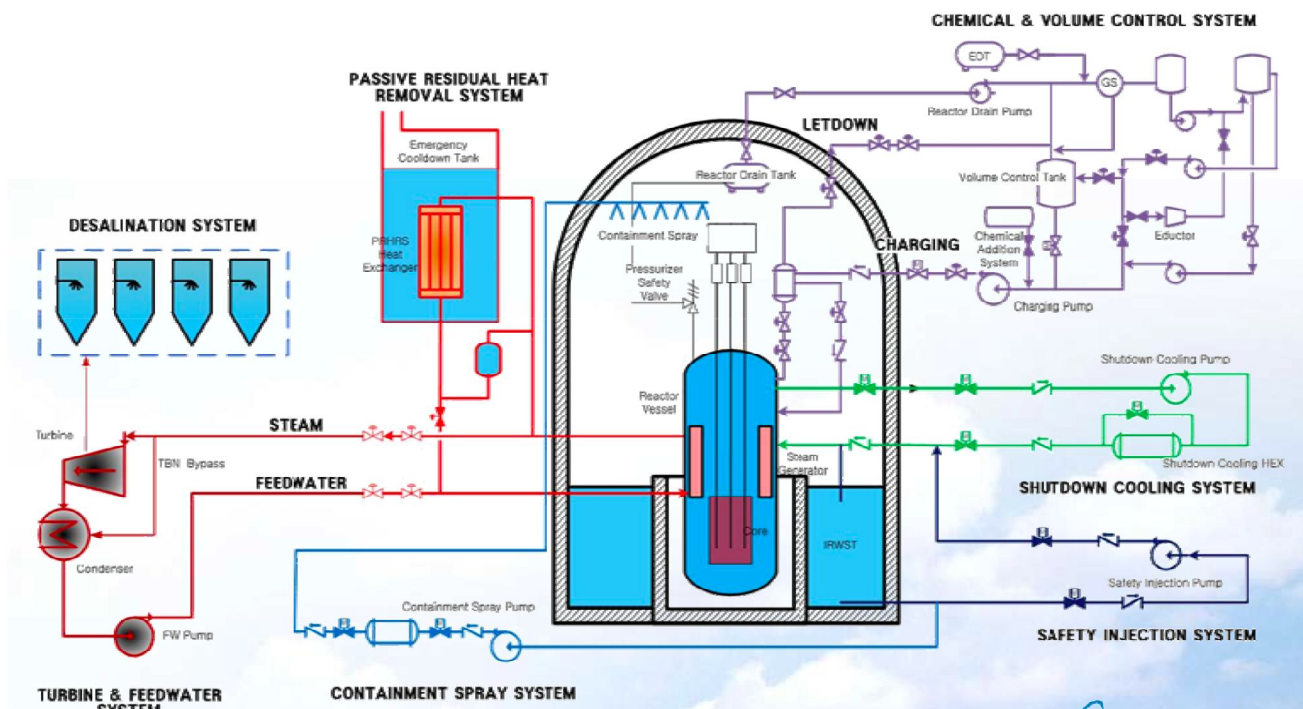 CHEMICAL & VOLUME CONTROL SYSTEM
EDT
GS
Reactor Drain Pump
PASSIVE RESIDUAL HEAT
REMOVAL SYSTEM
LETDOWN
Emergency
Cooldown Tank
Reactor Drain Tank
Volume Control Tank
DESALINATION SYSTEM
Containment Spray
CHARGING
Chemical
Addition
System
Eductor
PRHRS
Heat
Exchanger
Pressurizer
Safety
Valve
Charging Pump
Shutdown Cooling Pump
Reactor
Vessel
STEAM
Turbine
TBN Bypass
Steam
Generator
Shutdown Cooling HEX
FEEDWATER
SHUTDOWN COOLING SYSTEM
Core
IRWST
Condenser
Safety Injection Pump
Containment Spray Pump
FW Pump
SAFETY INJECTION SYSTEM
CONTAINMENT SPRAY SYSTEM
TURBINE & FEEDWATER
SYSTEM